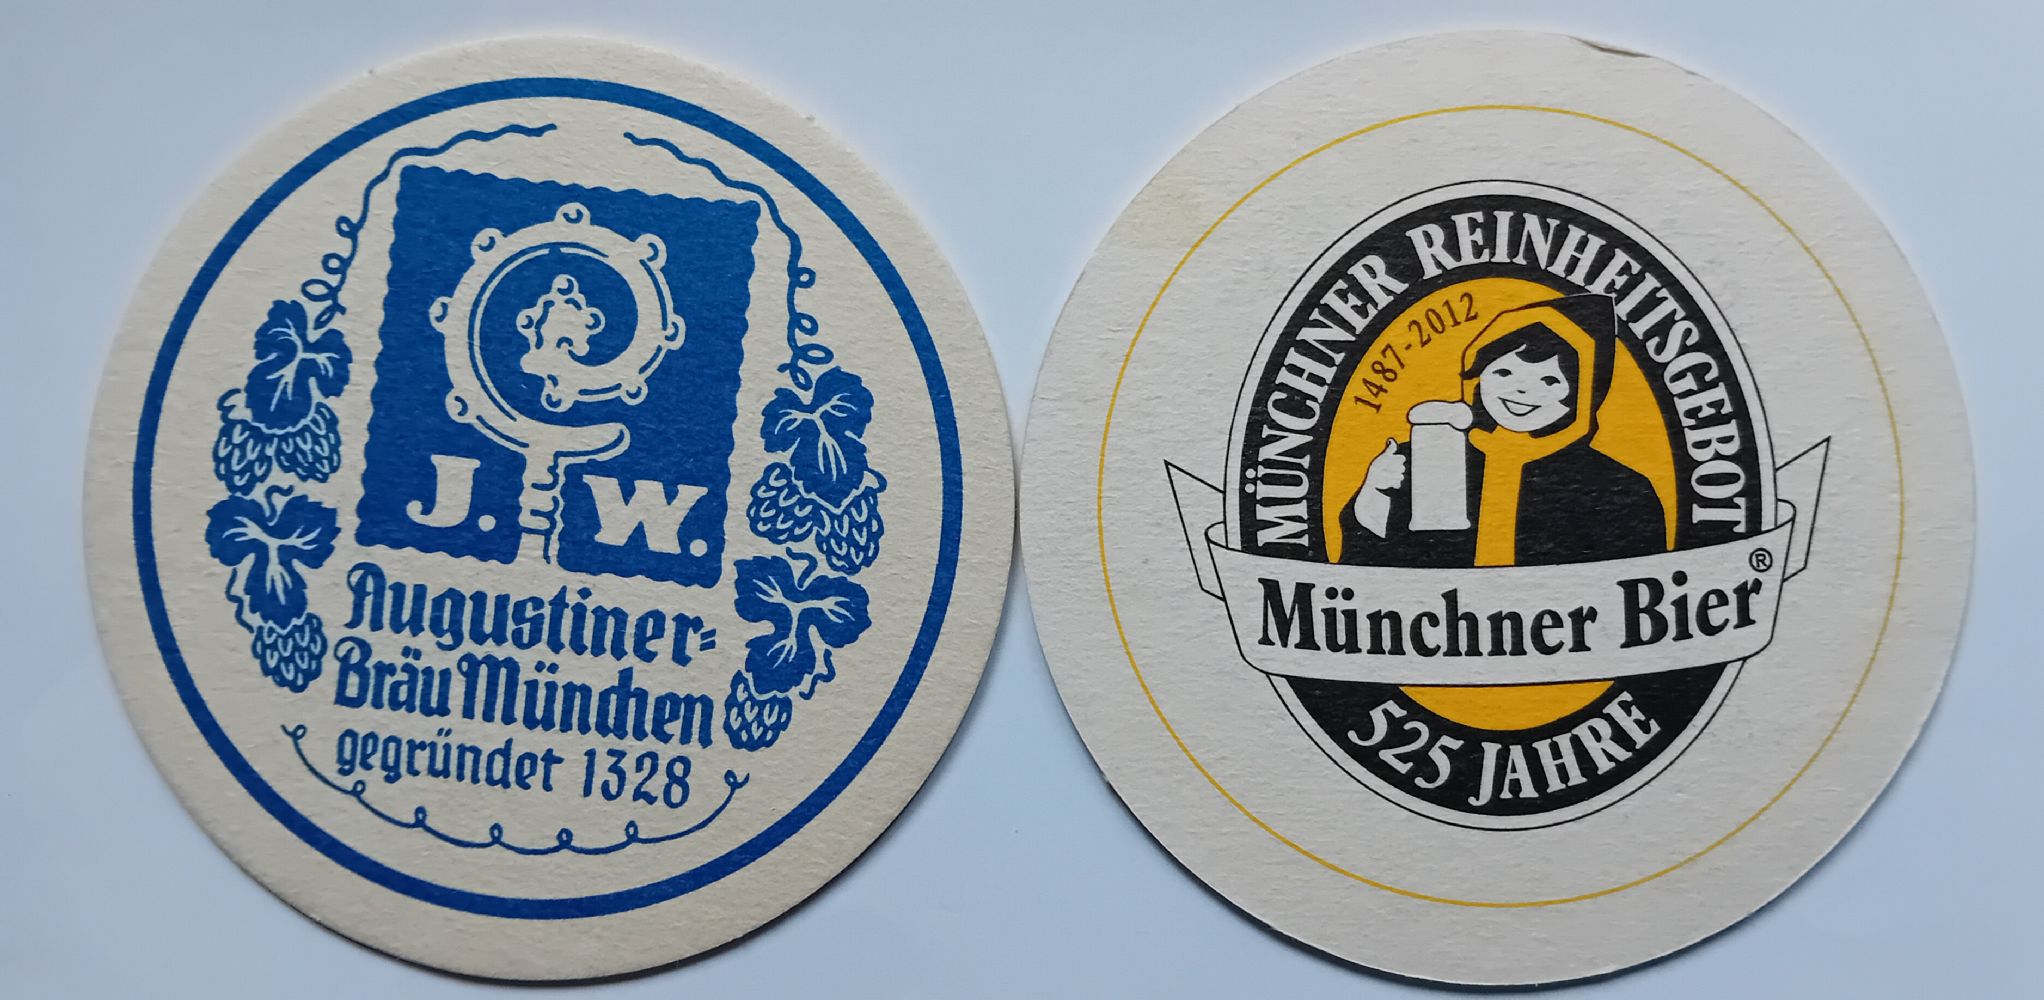 J. W.
Augustiner=
Bräu München
gegründet 1328
MÜNCHNER REINHEITSGEBOT
1487-2012
Münchner Bier®
525 JAHRE